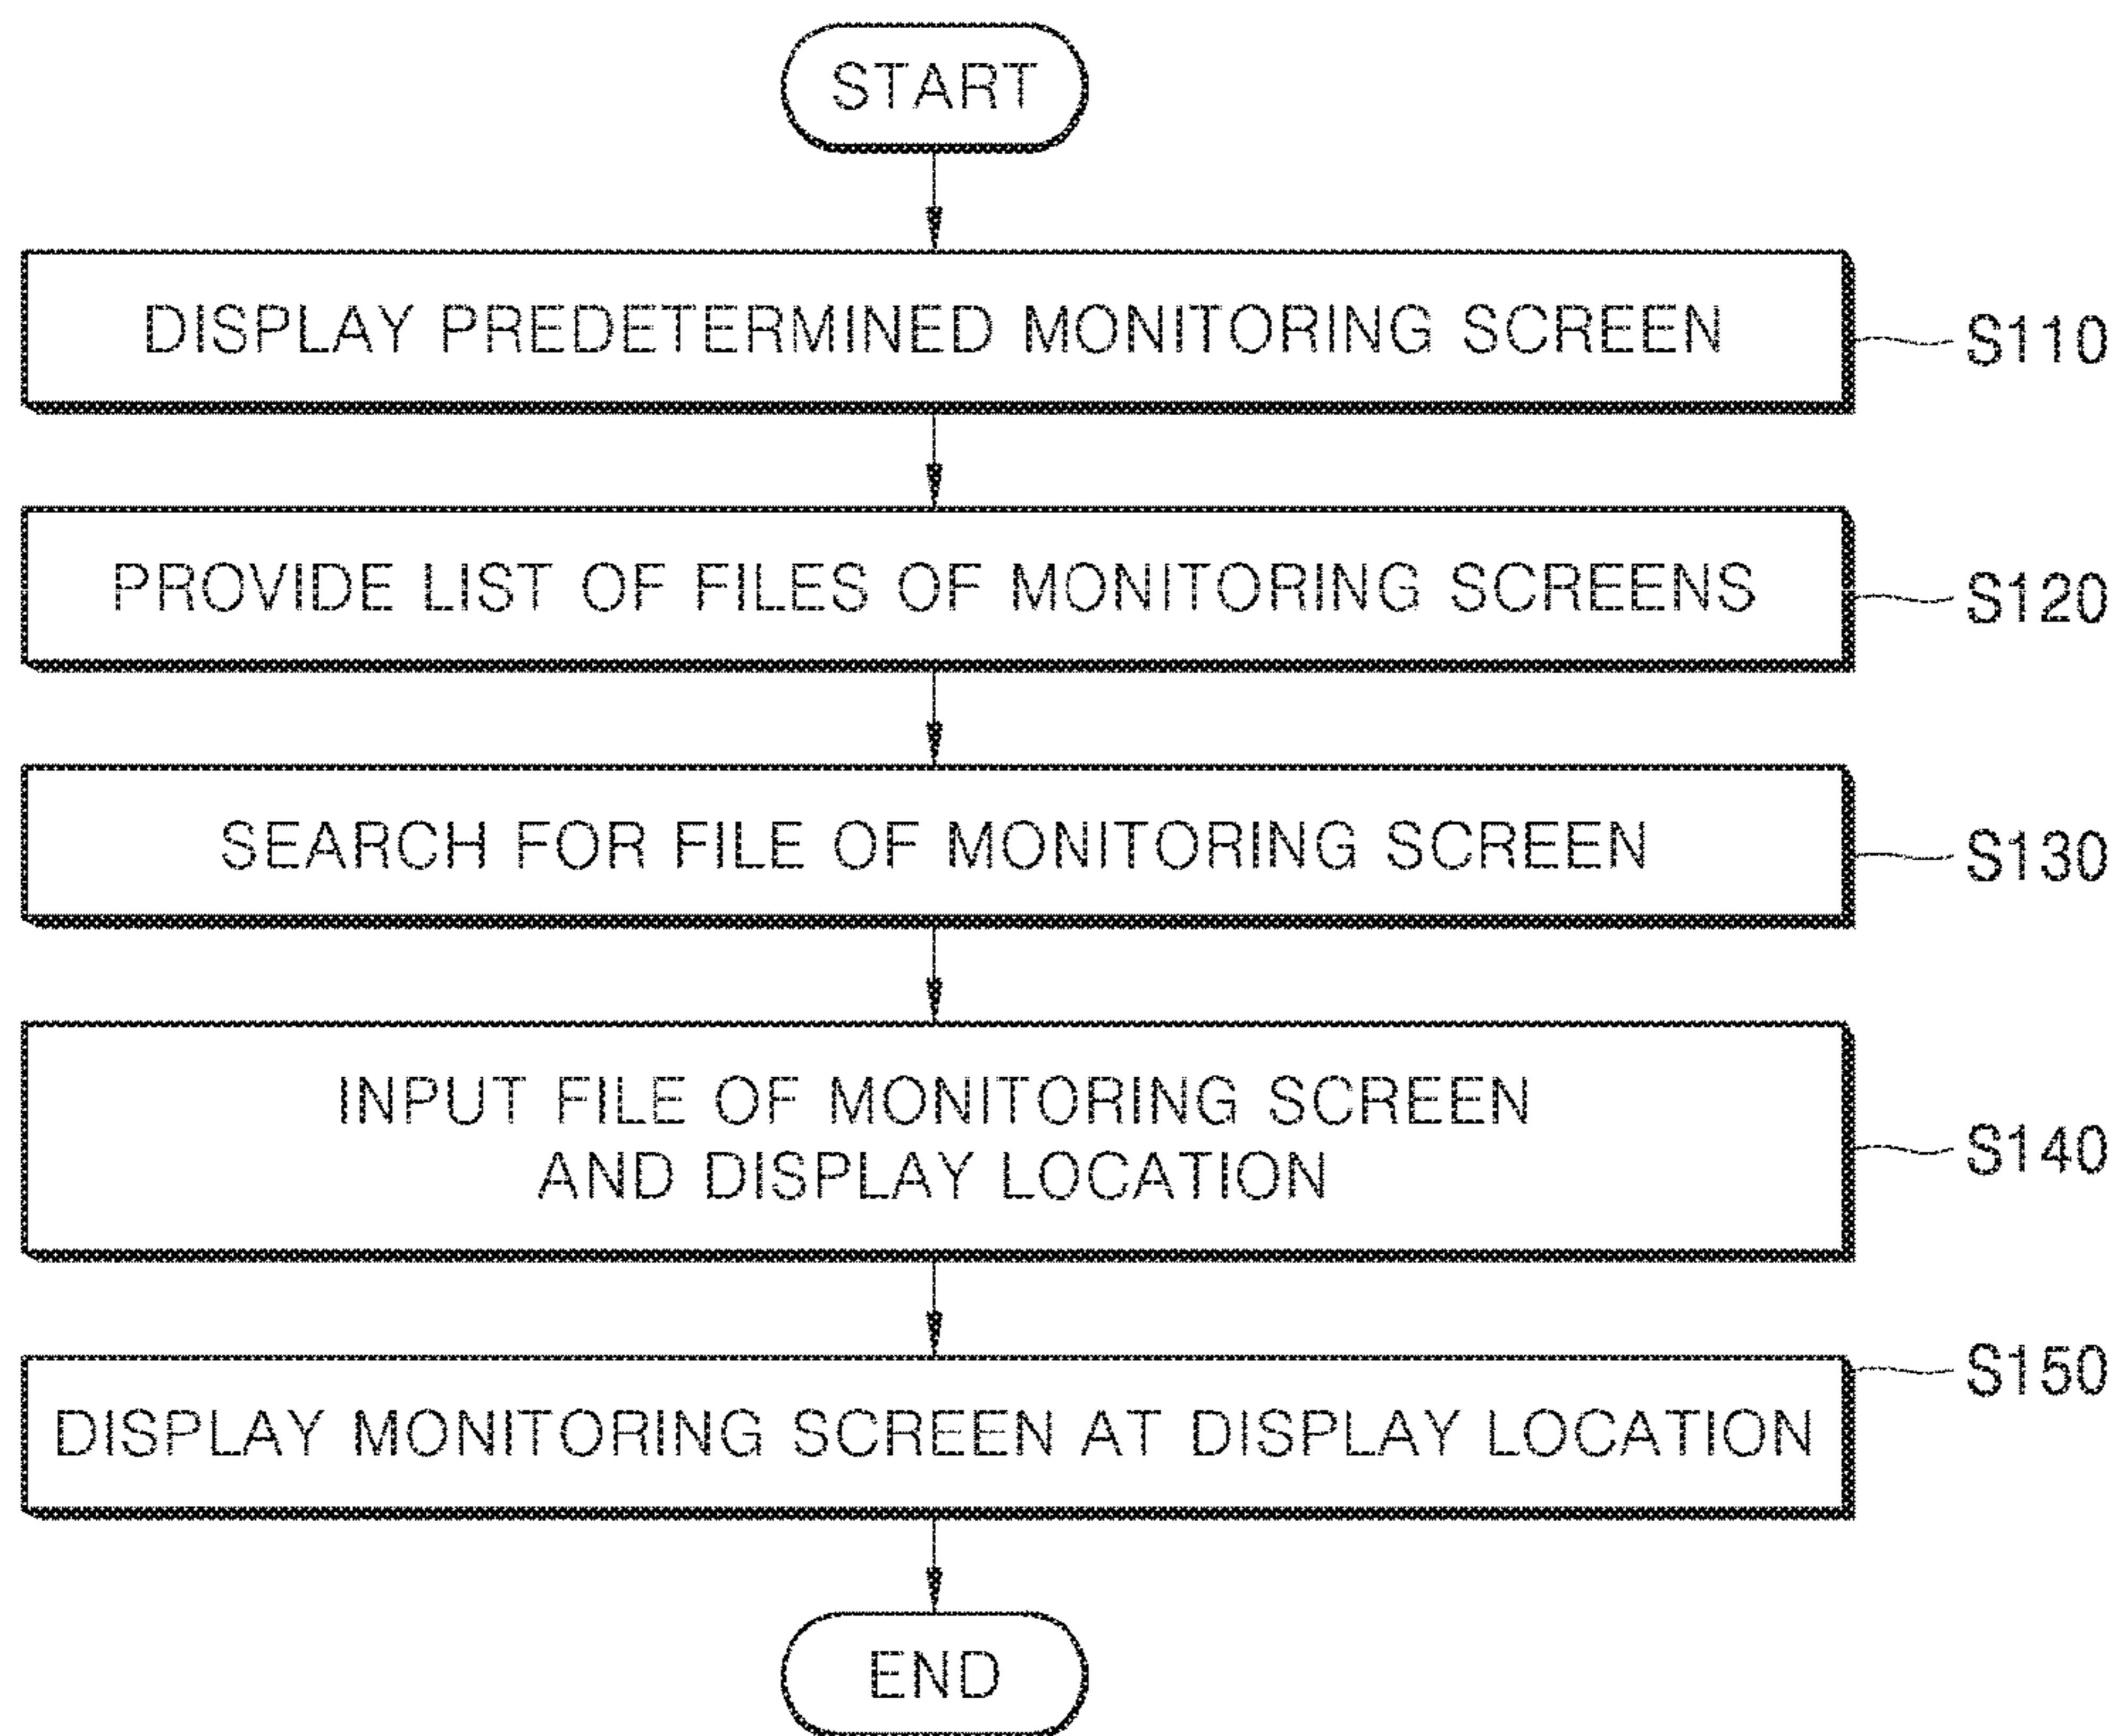 START
DISPLAY PREDETERMINED MONITORING SCREEN
S110
PROVIDE LIST OF FILES OF MONITORING SCREENS
S120
SEARCH FOR FILE OF MONITORING SCREEN
S130
INPUT FILE OF MONITORING SCREEN
AND DISPLAY LOCATION
S140
DISPLAY MONITORING SCREEN AT DISPLAY LOCATION
S150
END